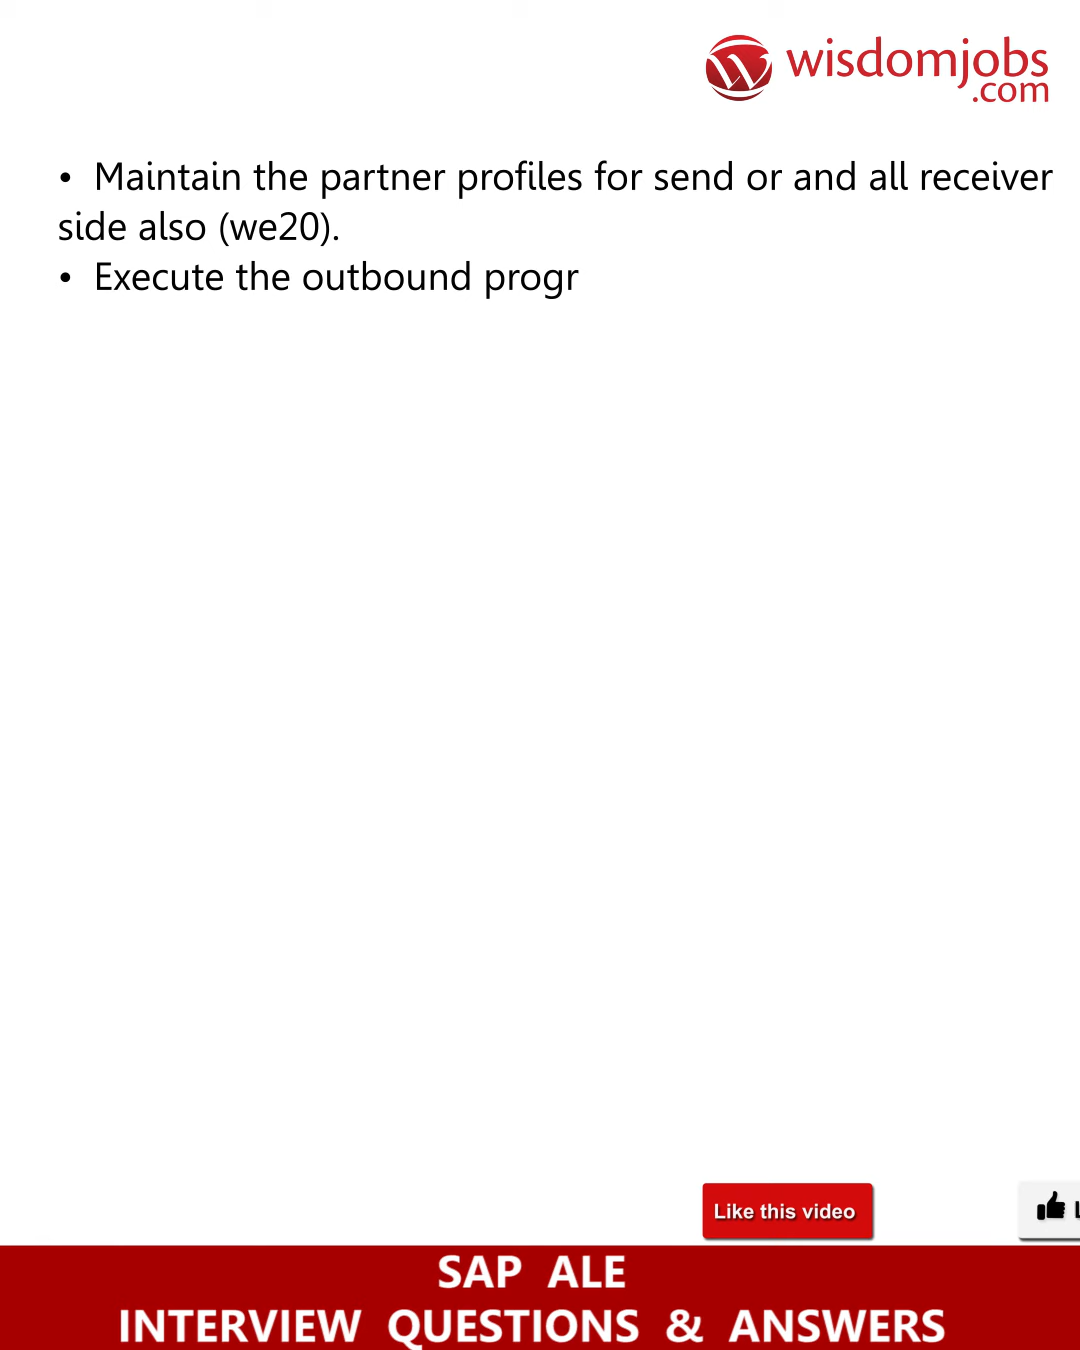 wisdomjobs
.com
• Maintain the partner profiles for send or and all receiver
side also (we20).
• Execute the outbound progr
Like this video
SAP ALE
INTERVIEW QUESTIONS & ANSWERS